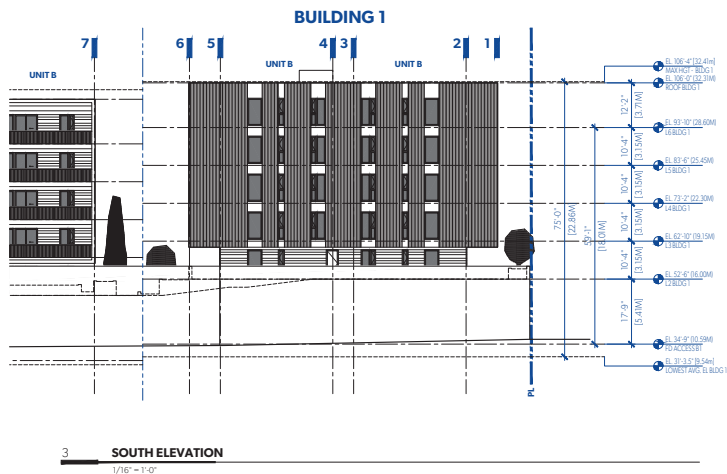 BUILDING 1
7
6
5
4
3
2
1
UNIT B
UNIT B
UNIT B
EL. 106'-4" [32.41m]
MAX HGT - BLDG 1
EL. 106'-0" [32.31M]
ROOF BLDG 1
12'-2"
[3.71M]
EL. 93'-10" [28.60M]
L6 BLDG 1
10'-4"
[3.15M]
EL. 83'-6" [25.45M]
L5 BLDG 1
10'-4"
[3.15M]
EL. 73'-2" [22.30M]
L4 BLDG 1
10'-4"
[3.15M]
EL. 62'-10" [19.15M]
L3 BLDG 1
10'-4"
[3.15M]
EL. 52'-6" [16.00M]
L2 BLDG 1
17'-9"
[5.41M]
75'-0"
[22.86M]
59'-1"
[18.01M]
EL. 34'-9" [10.59M]
FD ACCESS B1
EL. 31'-3.5" [9.54m]
LOWEST AVG. EL BLDG 1
PL
3
SOUTH ELEVATION
1/16" = 1'-0"